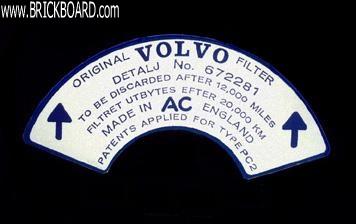 www.BRICKBOARD.com
ORIGINAL VOLVO FILTER
DETALJ No. 672281
TO BE DISCARDED AFTER 12,000 MILES
FILTRET UTBYTES EFTER 20,000 KM
MADE IN AC ENGLAND
PATENTS APPLIED FOR TYPE PC2